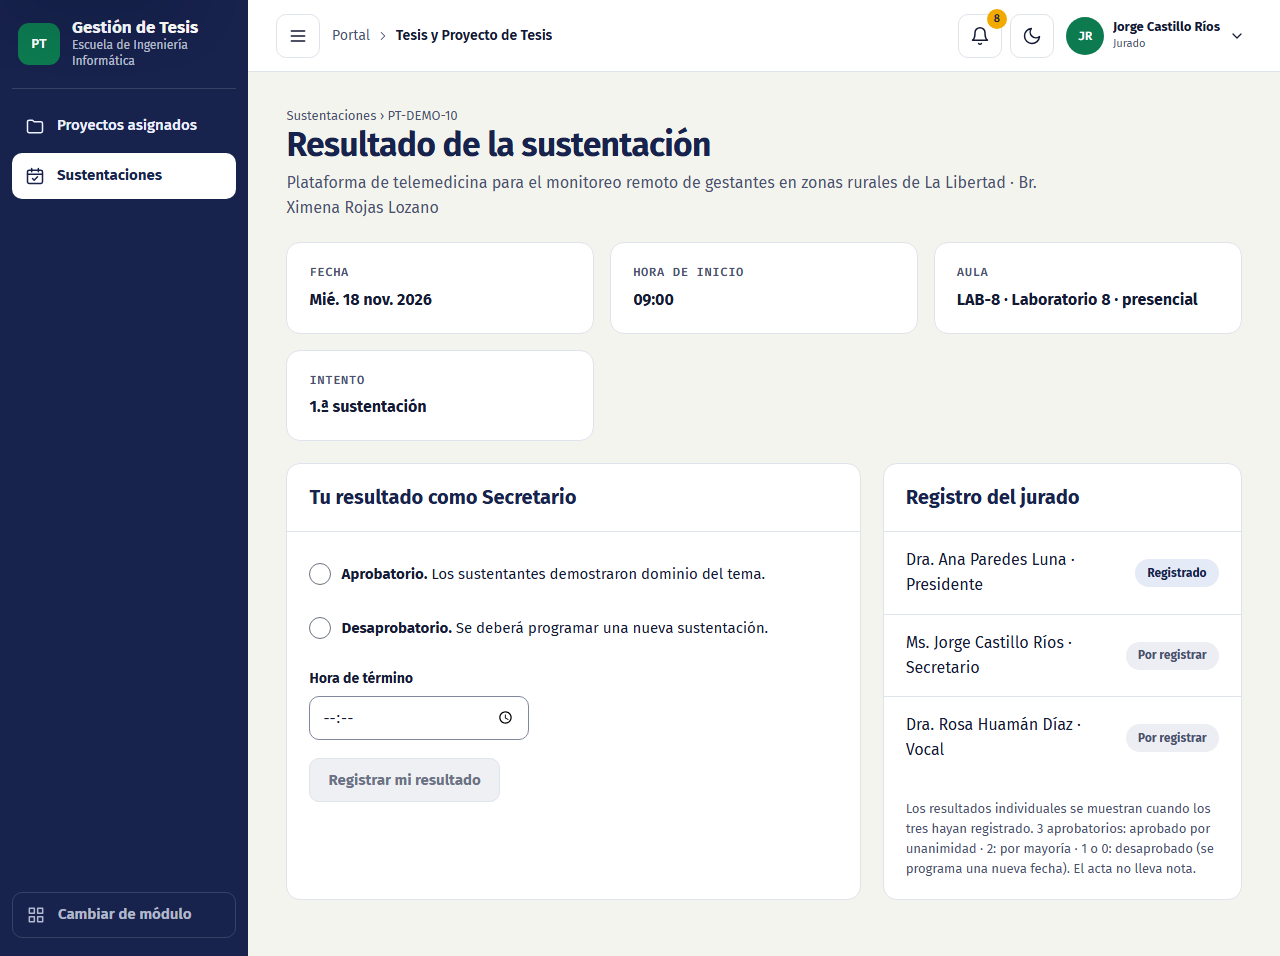 PT
Gestión de Tesis
Escuela de Ingeniería
Informática
Proyectos asignados
Sustentaciones
Cambiar de módulo
Portal
Tesis y Proyecto de Tesis
8
JR
Jorge Castillo Ríos
Jurado
Sustentaciones › PT-DEMO-10
Resultado de la sustentación
Plataforma de telemedicina para el monitoreo remoto de gestantes en zonas rurales de La Libertad · Br.
Ximena Rojas Lozano
FECHA
Mié. 18 nov. 2026
HORA DE INICIO
09:00
AULA
LAB-8 · Laboratorio 8 · presencial
INTENTO
1.ª sustentación
Tu resultado como Secretario
Aprobatorio. Los sustentantes demostraron dominio del tema.
Desaprobatorio. Se deberá programar una nueva sustentación.
Hora de término
--:--
Registrar mi resultado
Registro del jurado
Dra. Ana Paredes Luna ·
Presidente
Registrado
Ms. Jorge Castillo Ríos ·
Secretario
Por registrar
Dra. Rosa Huamán Díaz ·
Vocal
Por registrar
Los resultados individuales se muestran cuando los
tres hayan registrado. 3 aprobatorios: aprobado por
unanimidad · 2: por mayoría · 1 o 0: desaprobado (se
programa una nueva fecha). El acta no lleva nota.